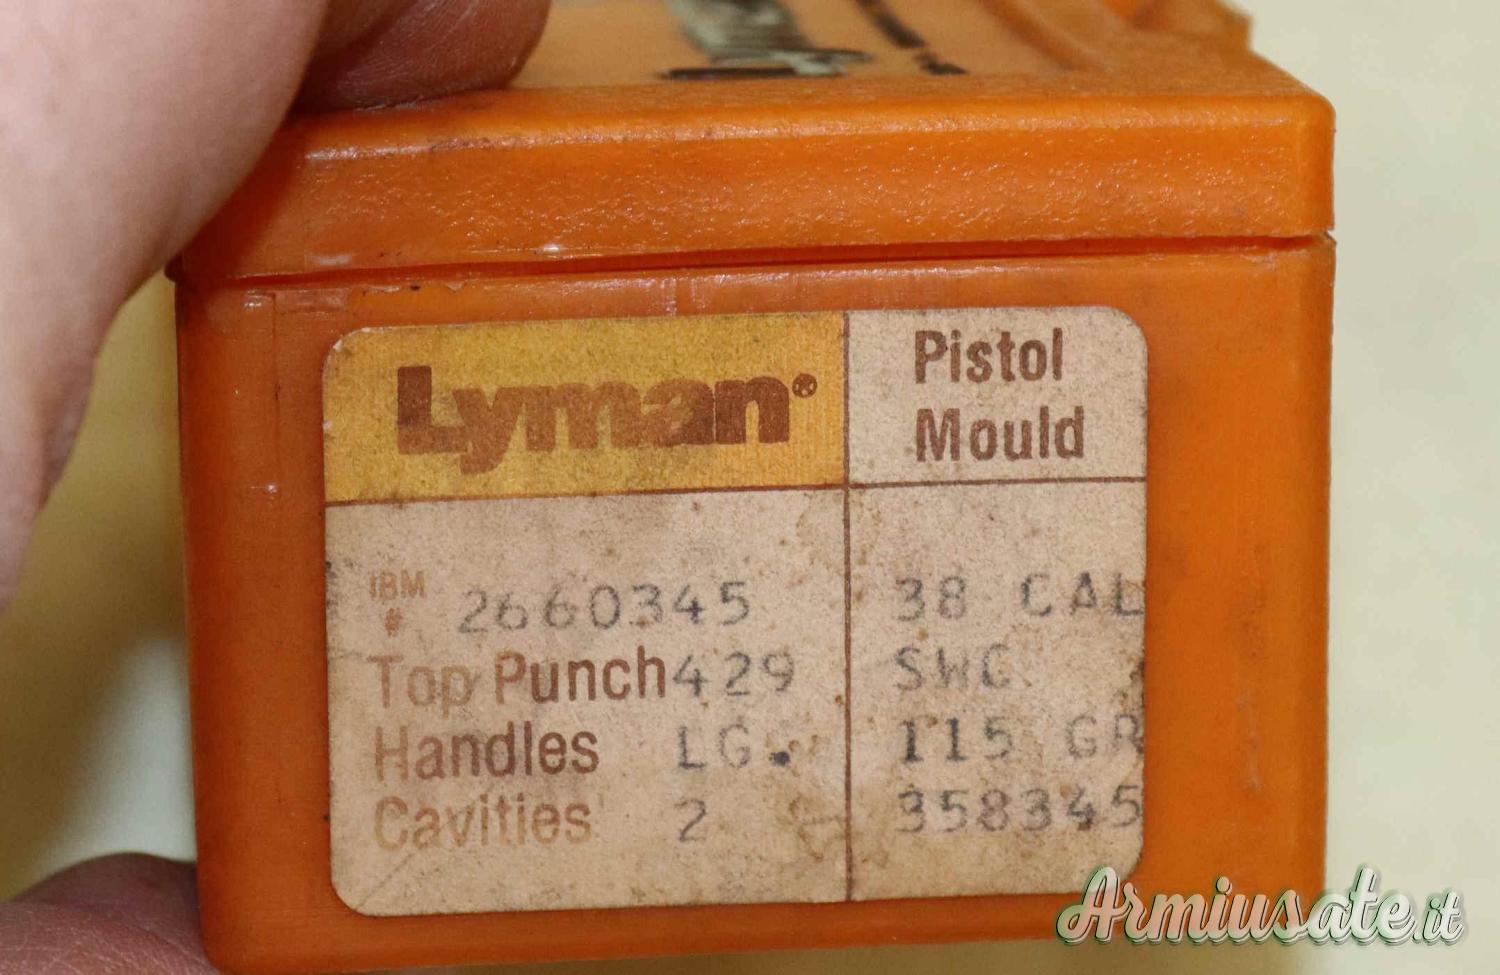 Lyman®
Pistol
Mould
IBM
# 2660345
Top Punch 429
Handles LG.
Cavities 2
38 CAL
SWC
115 GR
358345
Armiusate.it